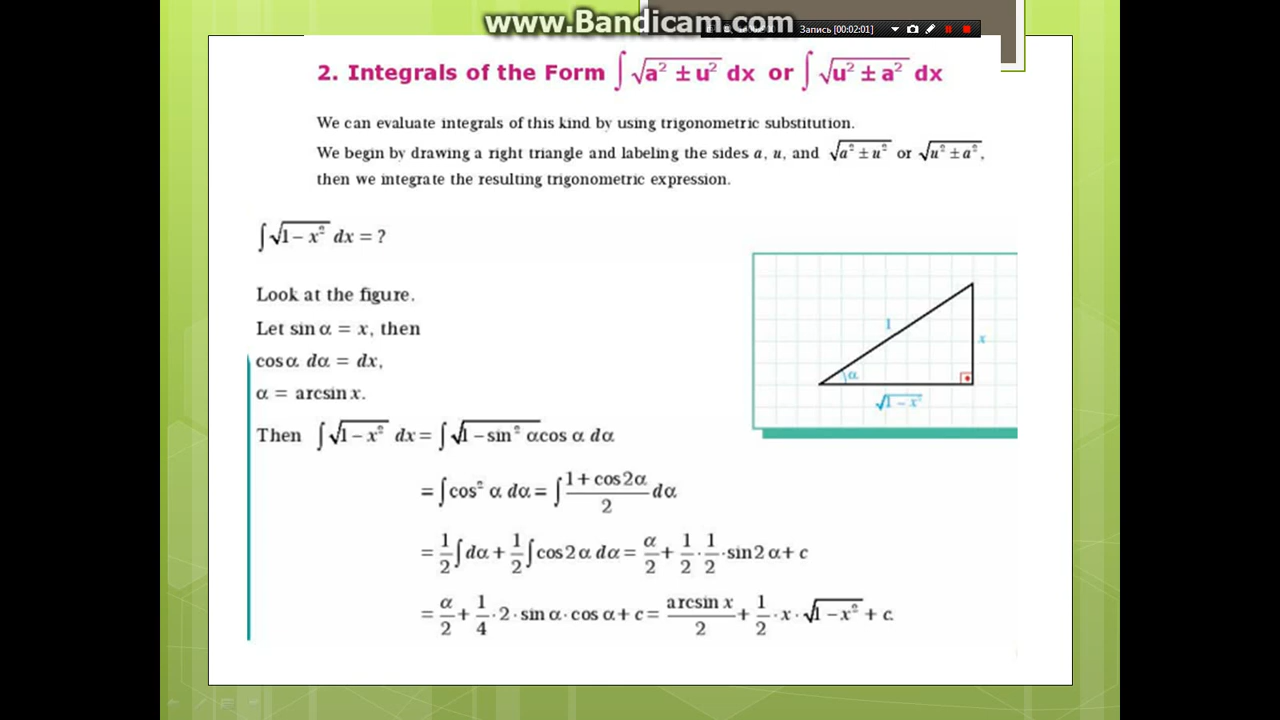 www.Bandicam.com
Запись [00:02:01]
2. Integrals of the Form ∫√(a² ± u²) dx or ∫√(u² ± a²) dx
We can evaluate integrals of this kind by using trigonometric substitution.
We begin by drawing a right triangle and labeling the sides a, u, and √(a² ± u²) or √(u² ± a²),
then we integrate the resulting trigonometric expression.
∫√(1 – x²) dx = ?
Look at the figure.
Let sin α = x, then
cos α dα = dx,
α = arcsin x.
Then ∫√(1 – x²) dx = ∫√(1 – sin² α) cos α dα
= ∫cos² α dα = ∫(1 + cos 2α)/2 dα
= 1/2 ∫dα + 1/2 ∫cos 2α dα = α/2 + 1/2 · 1/2 · sin 2α + c
= α/2 + 1/4 · 2 · sin α · cos α + c = arcsin x/2 + 1/2 · x · √(1 – x²) + c.
1
x
α
√(1 – x²)